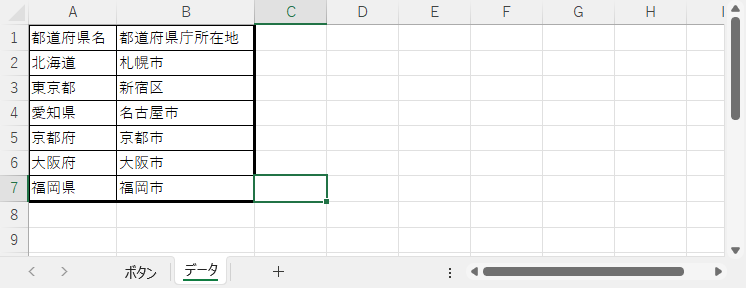 A B C D E F G H I
1 都道府県名 都道府県庁所在地
2 北海道 札幌市
3 東京都 新宿区
4 愛知県 名古屋市
5 京都府 京都市
6 大阪府 大阪市
7 福岡県 福岡市
8
9
ボタン データ +